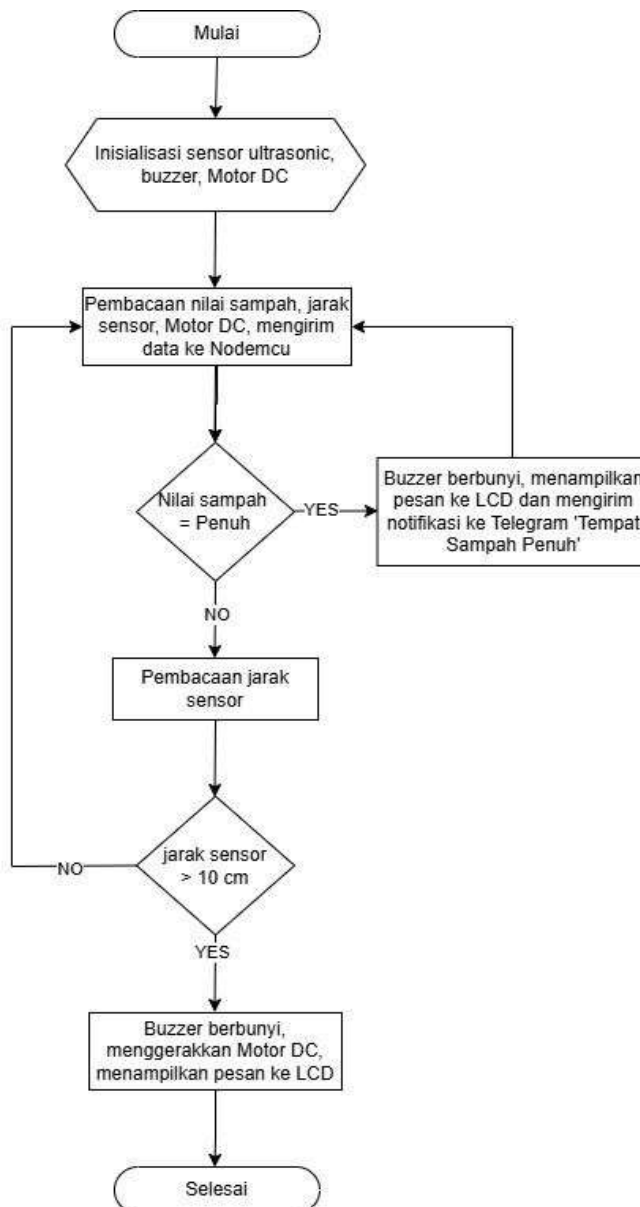 Mulai
Inisialisasi sensor ultrasonic,
buzzer, Motor DC
Pembacaan nilai sampah, jarak
sensor, Motor DC, mengirim
data ke Nodemcu
Nilai sampah
= Penuh
YES
Buzzer berbunyi, menampilkan
pesan ke LCD dan mengirim
notifikasi ke Telegram 'Tempat
Sampah Penuh'
NO
Pembacaan jarak
sensor
jarak sensor
> 10 cm
NO
YES
Buzzer berbunyi,
menggerakkan Motor DC,
menampilkan pesan ke LCD
Selesai